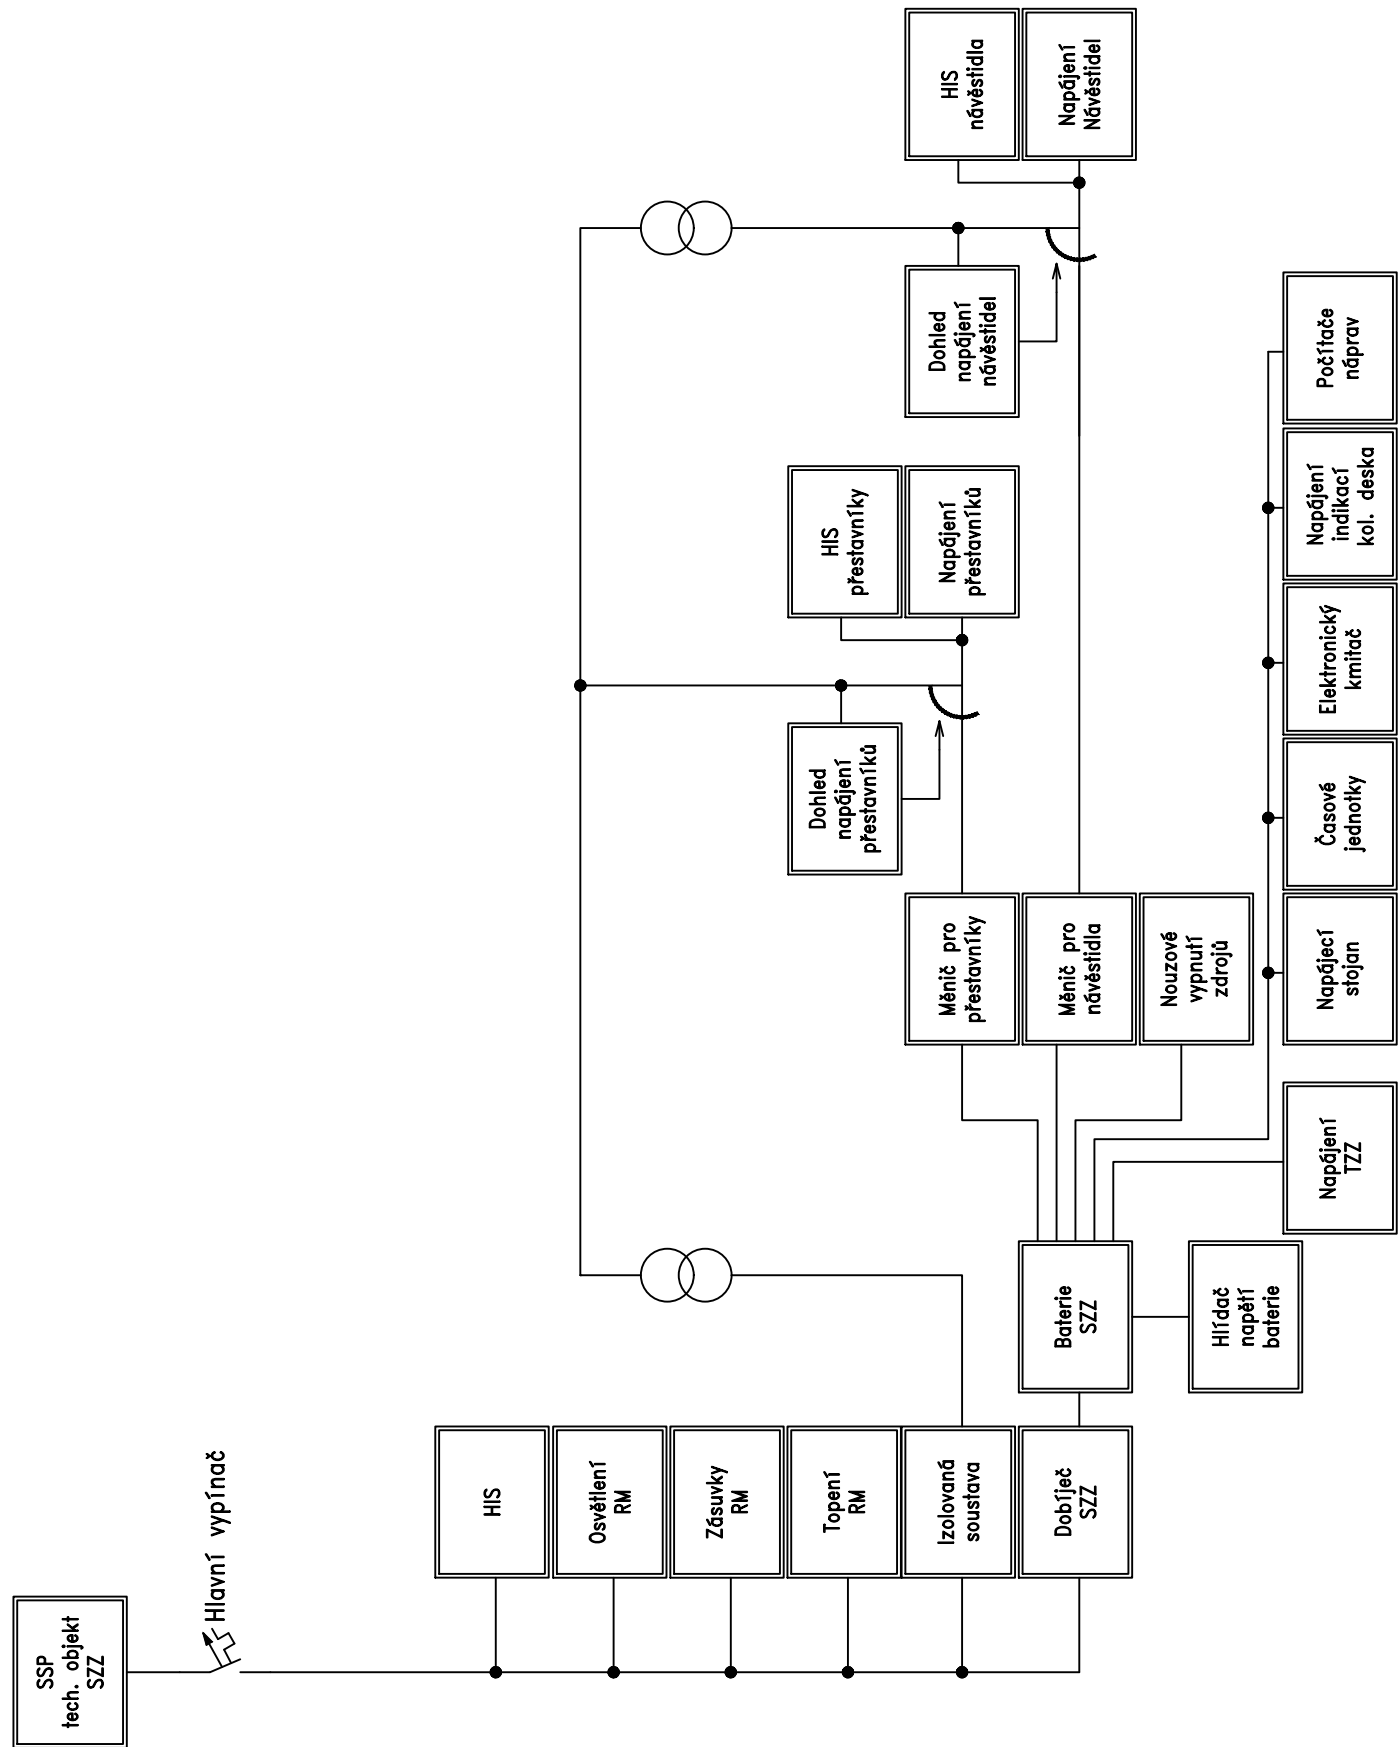 SSP
tech. objekt
SZZ
Hlavní vypínač
HIS
Osvětlení
RM
Zásuvky
RM
Topení
RM
Izolovaná
soustava
Dobíječ
SZZ
Baterie
SZZ
Hlídač
napětí
baterie
Napájení
TZZ
Měnič pro
přestavníky
Měnič pro
návěstidla
Nouzové
vypnutí
zdrojů
Napájecí
stojan
Časové
jednotky
Elektronický
kmitač
Napájení
indikací
kol. deska
Počítače
náprav
Dohled
napájení
přestavníků
HIS
přestavníky
Napájení
přestavníků
Dohled
napájení
návěstidel
HIS
návěstidla
Napájení
Návěstidel